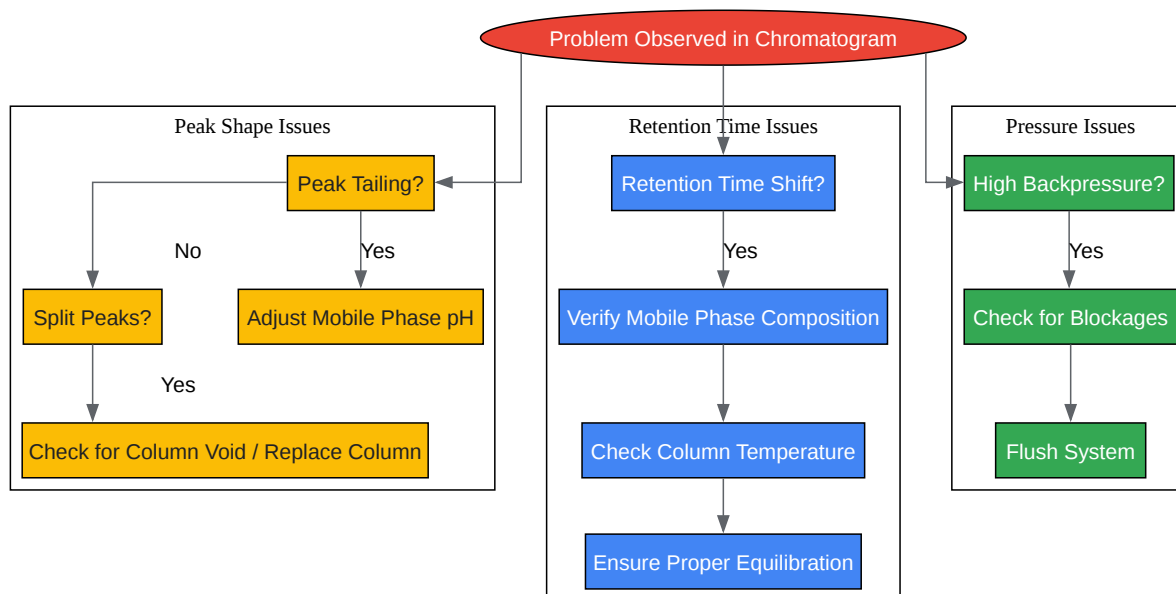 Problem Observed in Chromatogram
Peak Shape Issues
Retention Time Issues
Pressure Issues
Peak Tailing?
Retention Time Shift?
High Backpressure?
No
Yes
Yes
Yes
Split Peaks?
Adjust Mobile Phase pH
Verify Mobile Phase Composition
Check for Blockages
Yes
Check for Column Void / Replace Column
Check Column Temperature
Flush System
Ensure Proper Equilibration